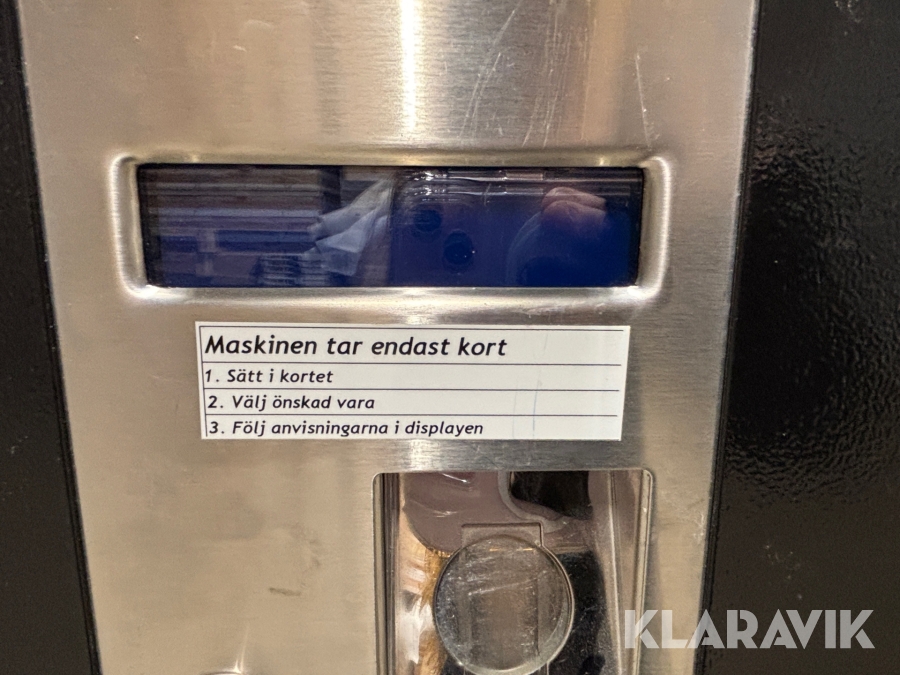 Maskinen tar endast kort
1. Sätt i kortet
2. Välj önskad vara
3. Följ anvisningarna i displayen
KLARAVIK